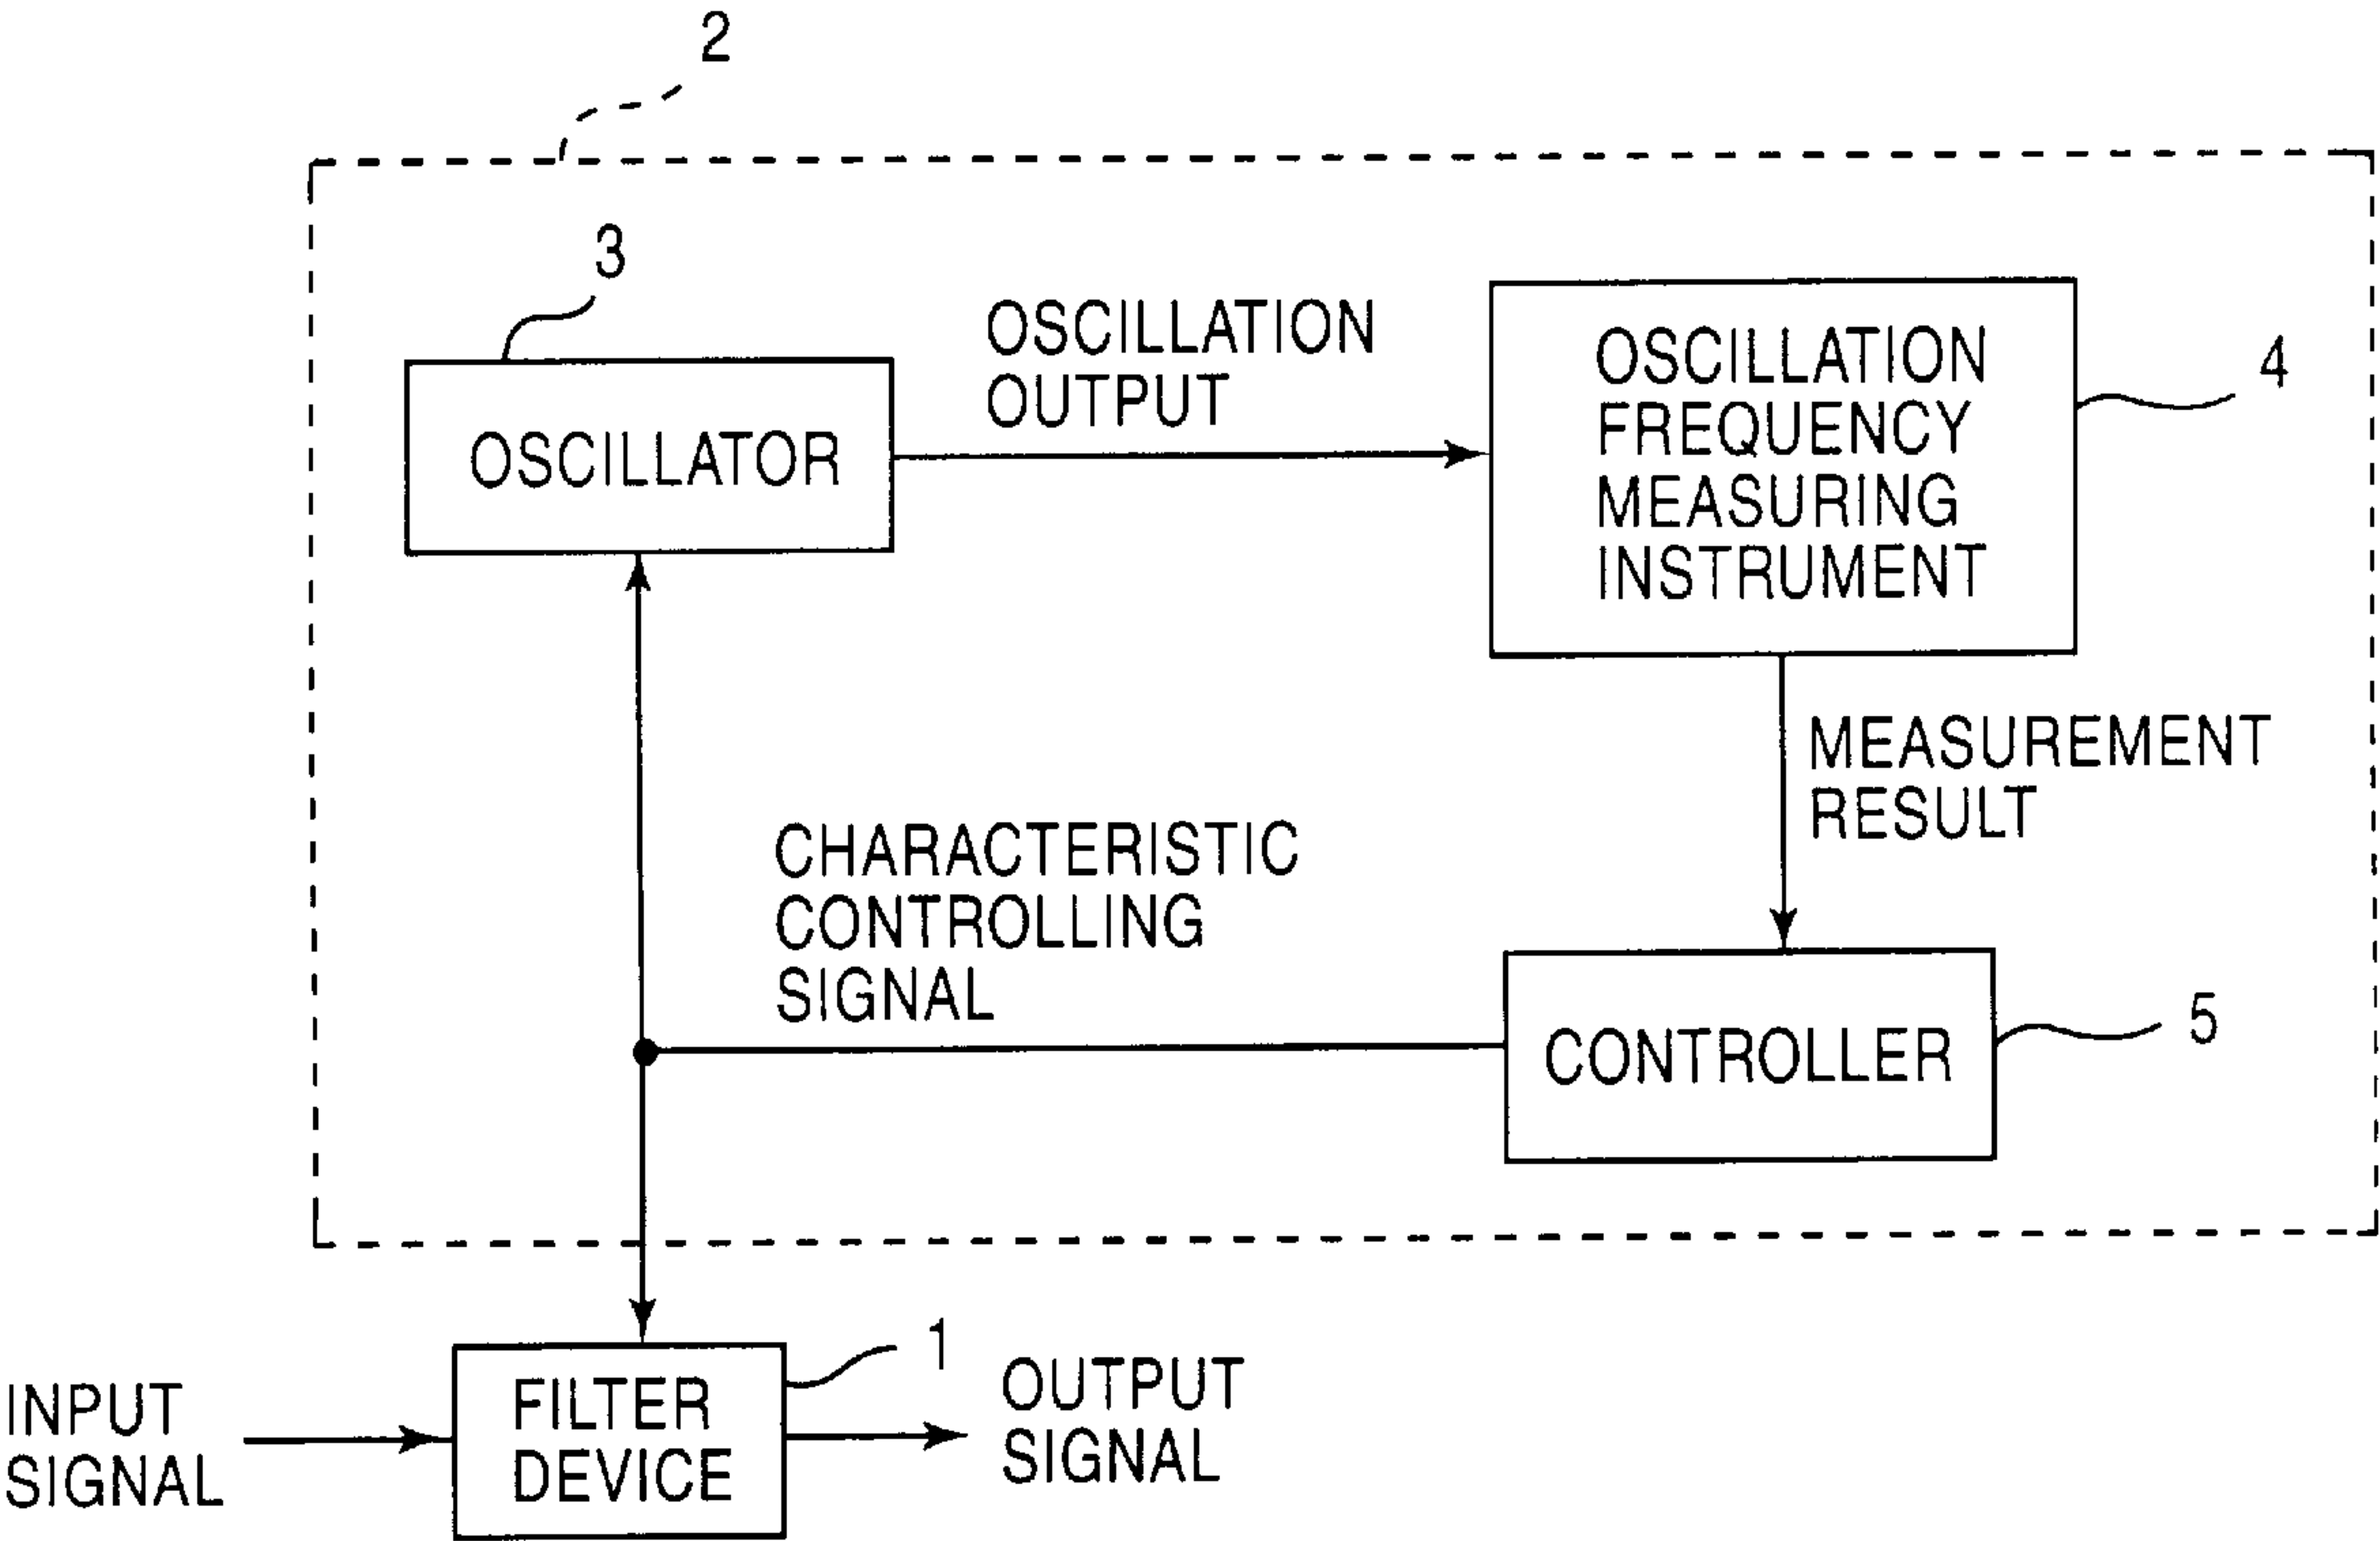 2
3
OSCILLATOR
OSCILLATION
OUTPUT
OSCILLATION
FREQUENCY
MEASURING
INSTRUMENT
4
MEASUREMENT
RESULT
CHARACTERISTIC
CONTROLLING
SIGNAL
CONTROLLER
5
INPUT
SIGNAL
FILTER
DEVICE
1
OUTPUT
SIGNAL